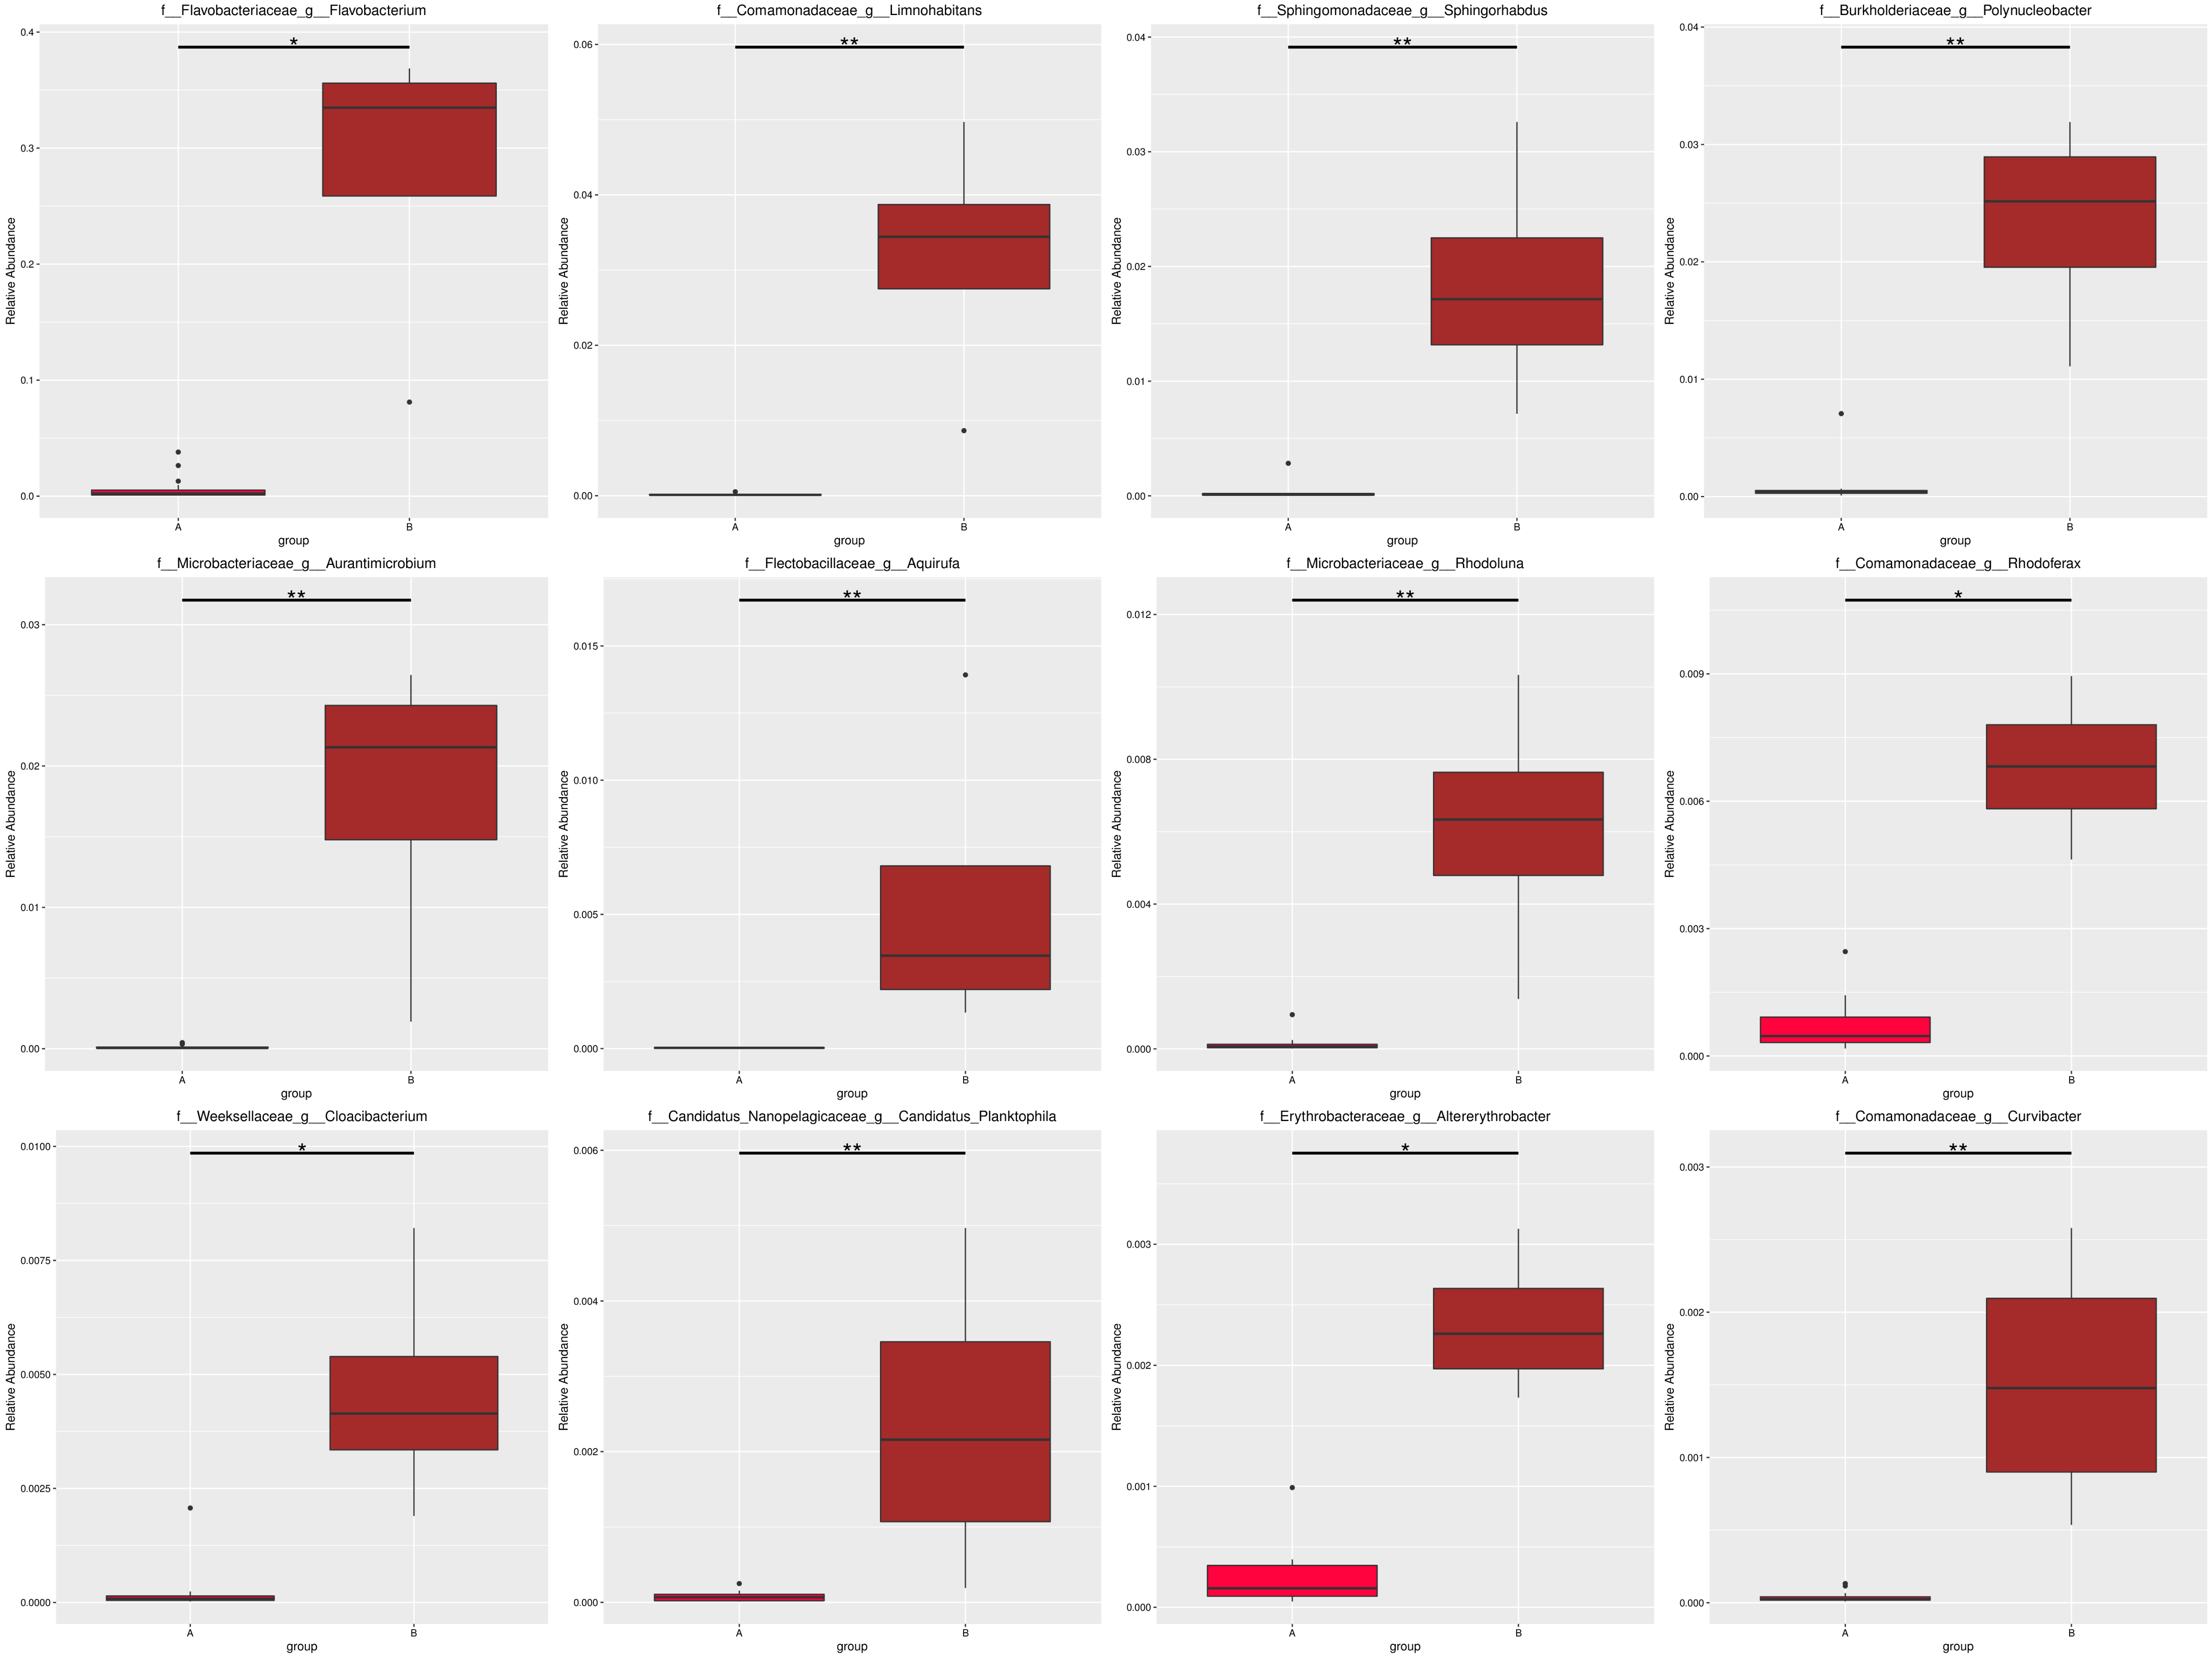 f__Flavobacteriaceae_g__Flavobacterium
*
0.4
0.3
0.2
0.1
0.0
Relative Abundance
A B
group
f__Comamonadaceae_g__Limnohabitans
**
0.06
0.04
0.02
0.00
Relative Abundance
A B
group
f__Sphingomonadaceae_g__Sphingorhabdus
**
0.04
0.03
0.02
0.01
0.00
Relative Abundance
A B
group
f__Burkholderiaceae_g__Polynucleobacter
**
0.04
0.03
0.02
0.01
0.00
Relative Abundance
A B
group
f__Microbacteriaceae_g__Aurantimicrobium
**
0.03
0.02
0.01
0.00
Relative Abundance
A B
group
f__Flectobacillaceae_g__Aquirufa
**
0.015
0.010
0.005
0.000
Relative Abundance
A B
group
f__Microbacteriaceae_g__Rhodoluna
**
0.012
0.008
0.004
0.000
Relative Abundance
A B
group
f__Comamonadaceae_g__Rhodoferax
*
0.009
0.006
0.003
0.000
Relative Abundance
A B
group
f__Weeksellaceae_g__Cloacibacterium
*
0.0100
0.0075
0.0050
0.0025
0.0000
Relative Abundance
A B
group
f__Candidatus_Nanopelagicaceae_g__Candidatus_Planktophila
**
0.006
0.004
0.002
0.000
Relative Abundance
A B
group
f__Erythrobacteraceae_g__Altererythrobacter
*
0.003
0.002
0.001
0.000
Relative Abundance
A B
group
f__Comamonadaceae_g__Curvibacter
**
0.003
0.002
0.001
0.000
Relative Abundance
A B
group